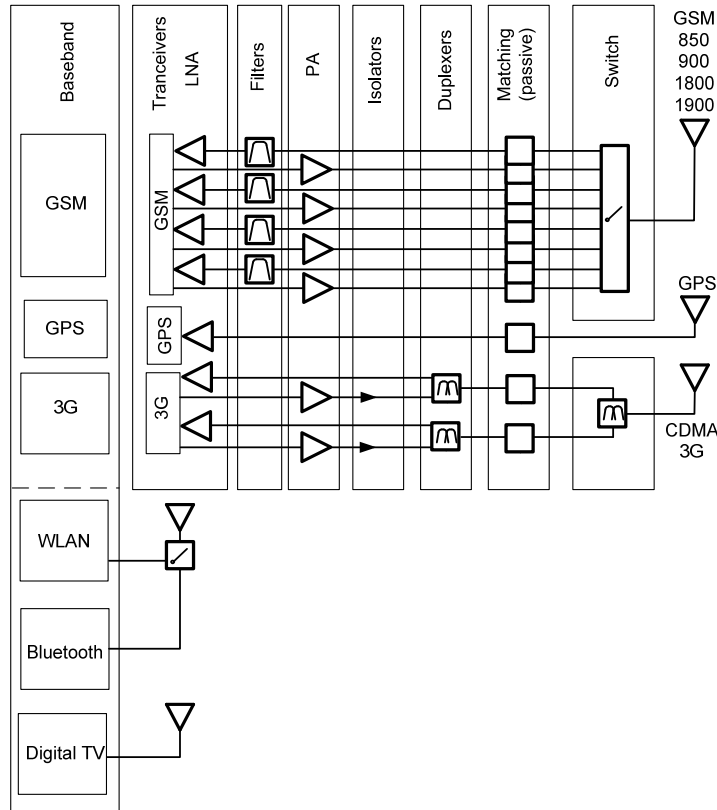 Baseband
Tranceivers
LNA
Filters
PA
Isolators
Duplexers
Matching
(passive)
Switch
GSM
850
900
1800
1900
GSM
GSM
GPS
GPS
GPS
3G
3G
CDMA
3G
WLAN
Bluetooth
Digital TV